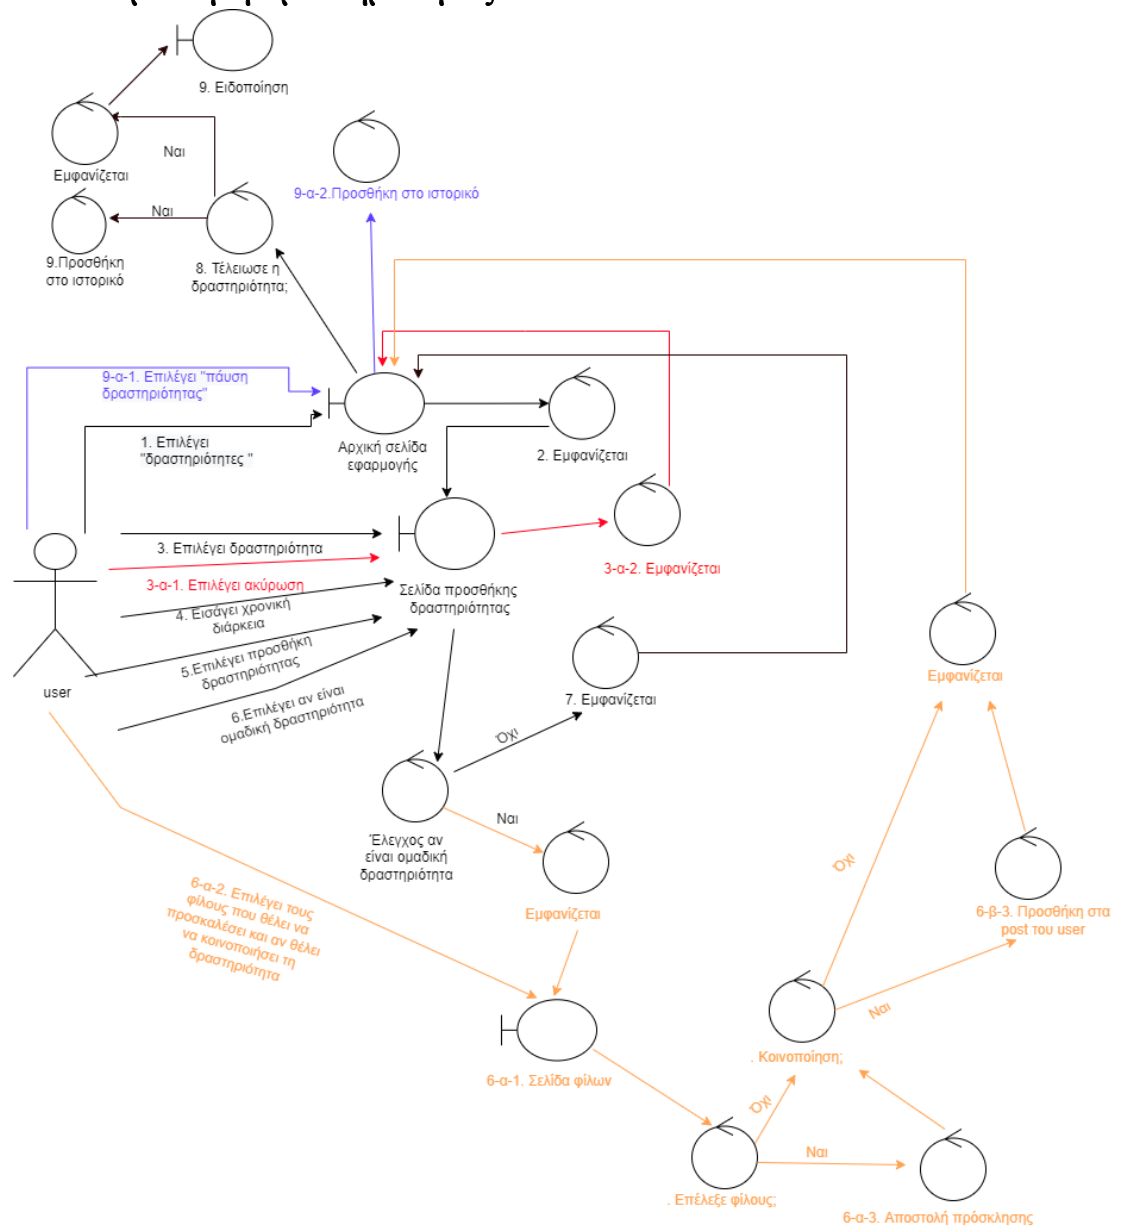 9. Ειδοποίηση
Ναι
Εμφανίζεται
9-α-2.Προσθήκη στο ιστορικό
Ναι
9.Προσθήκη
στο ιστορικό
8. Τέλειωσε η
δραστηριότητα;
9-α-1. Επιλέγει "πάυση
δραστηριότητας"
1. Επιλέγει
"δραστηριότητες "
Αρχική σελίδα
εφαρμογής
2. Εμφανίζεται
3. Επιλέγει δραστηριότητα
3-α-1. Επιλέγει ακύρωση
3-α-2. Εμφανίζεται
Σελίδα προσθήκης
δραστηριότητας
4. Εισάγει χρονική
διάρκεια
5.Επιλέγει προσθήκη
δραστηριότητας
6.Επιλέγει αν είναι
ομαδική δραστηριότητα
user
7. Εμφανίζεται
Εμφανίζεται
Όχι
Ναι
Έλεγχος αν
είναι ομαδική
δραστηριότητα
Εμφανίζεται
Όχι
6-β-3. Προσθήκη στα
post του user
6-α-2. Επιλέγει τους
φίλους που θέλει να
προσκαλέσει και αν θέλει
να κοινοποιήσει τη
δραστηριότητα
Ναι
. Κοινοποίηση;
6-α-1. Σελίδα φίλων
Όχι
Ναι
. Επέλεξε φίλους;
6-α-3. Αποστολή πρόσκλησης